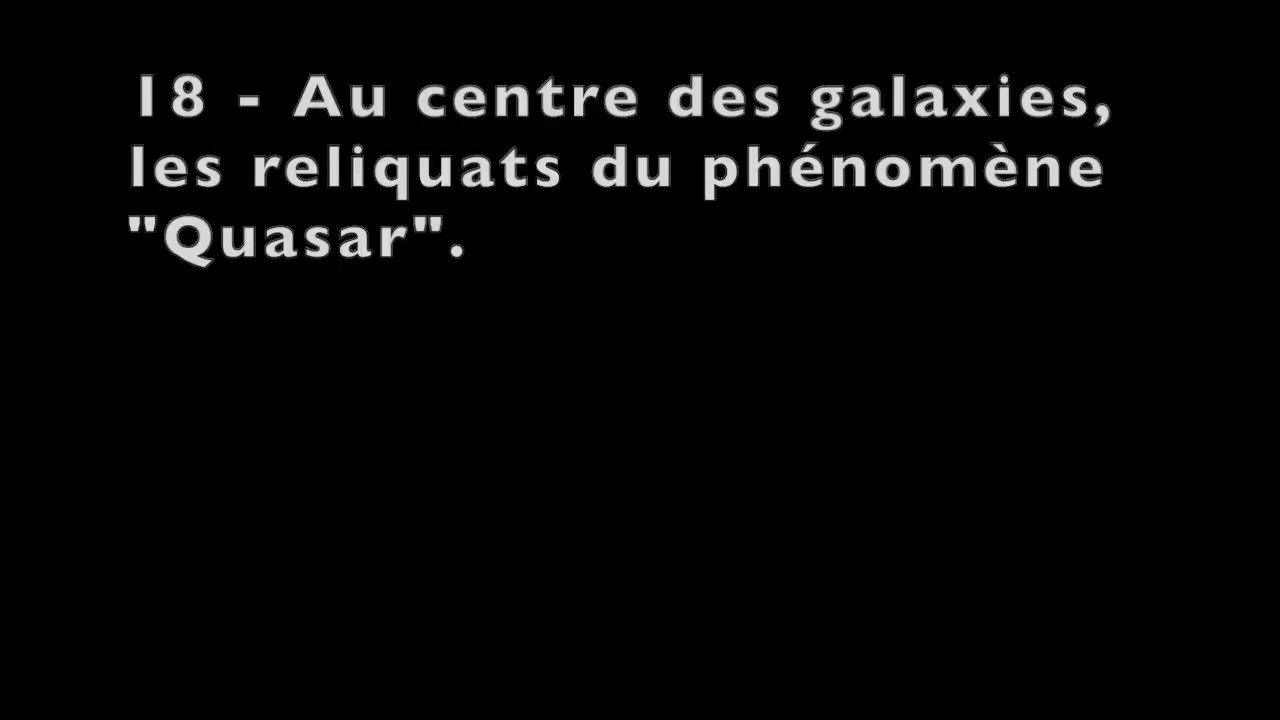 18 - Au centre des galaxies,
les reliquats du phénomène
"Quasar".